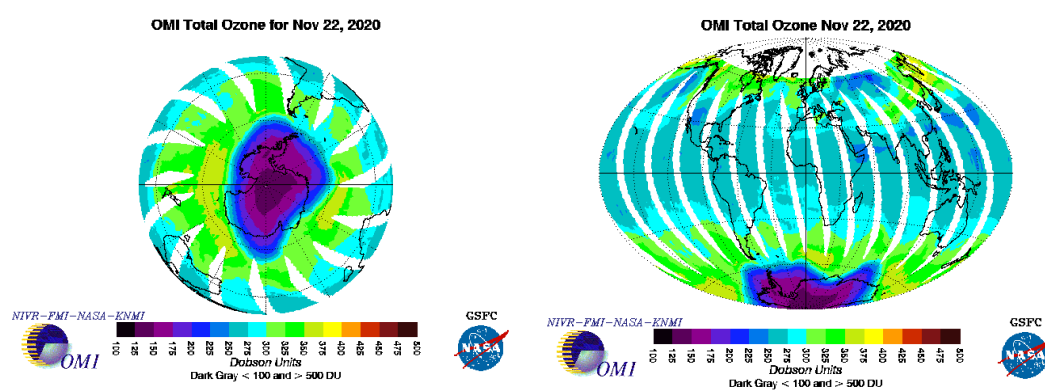 OMI Total Ozone for Nov 22, 2020
NIVR-FMI-NASA-KNMI
OMI
100 125 150 175 200 225 250 275 300 325 350 375 400 425 450 475 500
Dobson Units
Dark Gray < 100 and > 500 DU
GSFC
NASA
OMI Total Ozone Nov 22, 2020
NIVR-FMI-NASA-KNMI
OMI
100 125 150 175 200 225 250 275 300 325 350 375 400 425 450 475 500
Dobson Units
Dark Gray < 100 and > 500 DU
GSFC
NASA